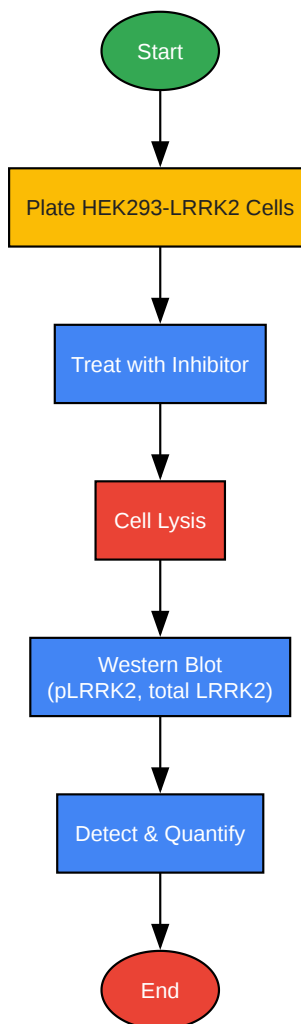 Start
Plate HEK293-LRRK2 Cells
Treat with Inhibitor
Cell Lysis
Western Blot
(pLRRK2, total LRRK2)
Detect & Quantify
End